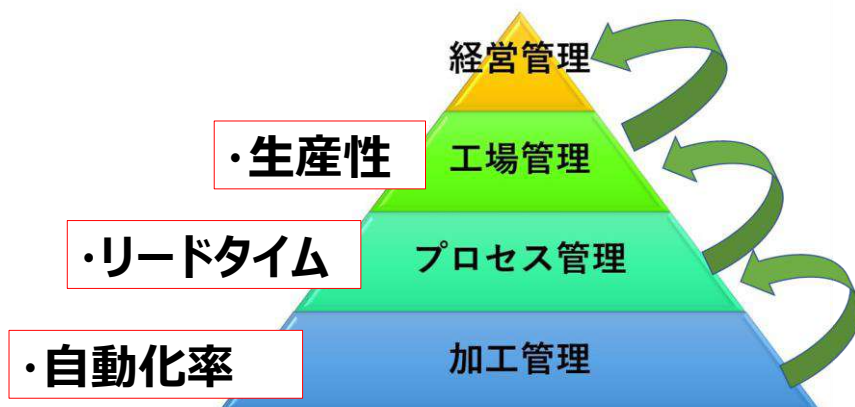 経営管理
・生産性
工場管理
・リードタイム
プロセス管理
・自動化率
加工管理